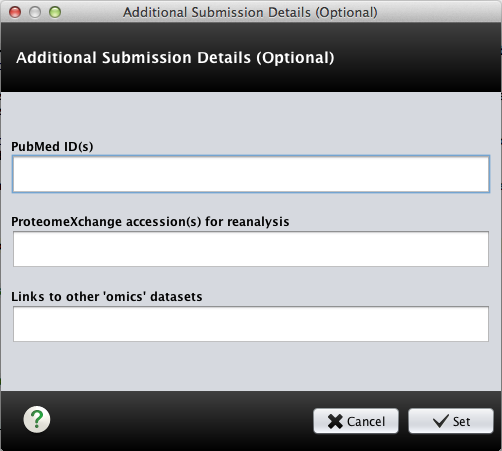 Additional Submission Details (Optional)
Additional Submission Details (Optional)
PubMed ID(s)
ProteomeXchange accession(s) for reanalysis
Links to other 'omics' datasets
? Cancel Set